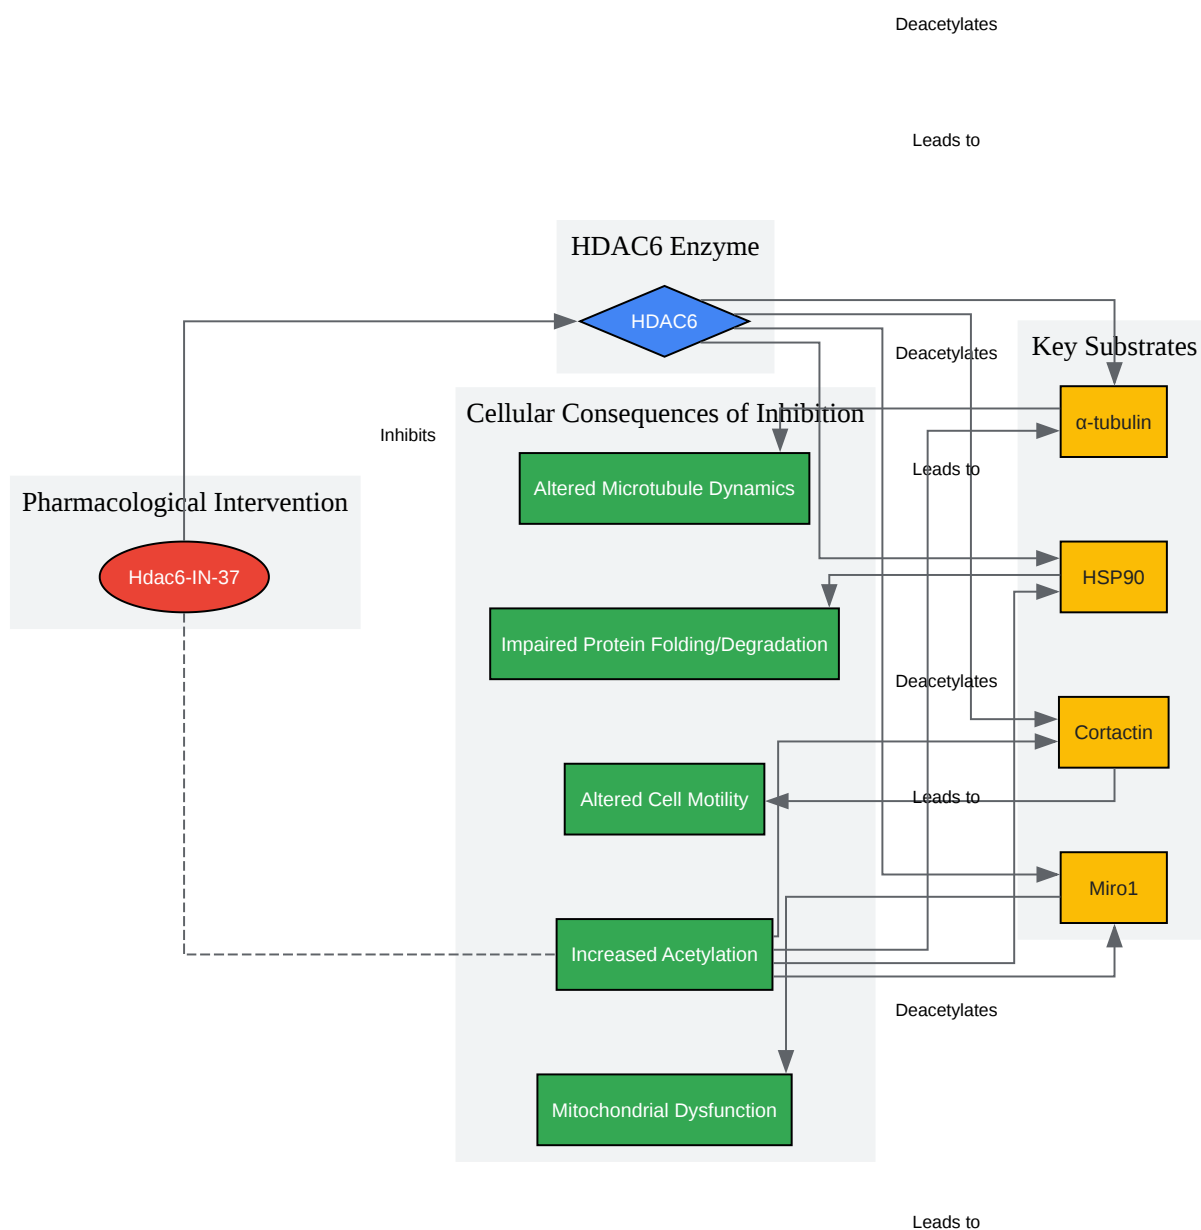 Deacetylates
Leads to
HDAC6 Enzyme
HDAC6
Deacetylates
Key Substrates
Cellular Consequences of Inhibition
α-tubulin
Inhibits
Leads to
Altered Microtubule Dynamics
Pharmacological Intervention
Hdac6-IN-37
HSP90
Impaired Protein Folding/Degradation
Deacetylates
Cortactin
Altered Cell Motility
Leads to
Miro1
Increased Acetylation
Deacetylates
Mitochondrial Dysfunction
Leads to